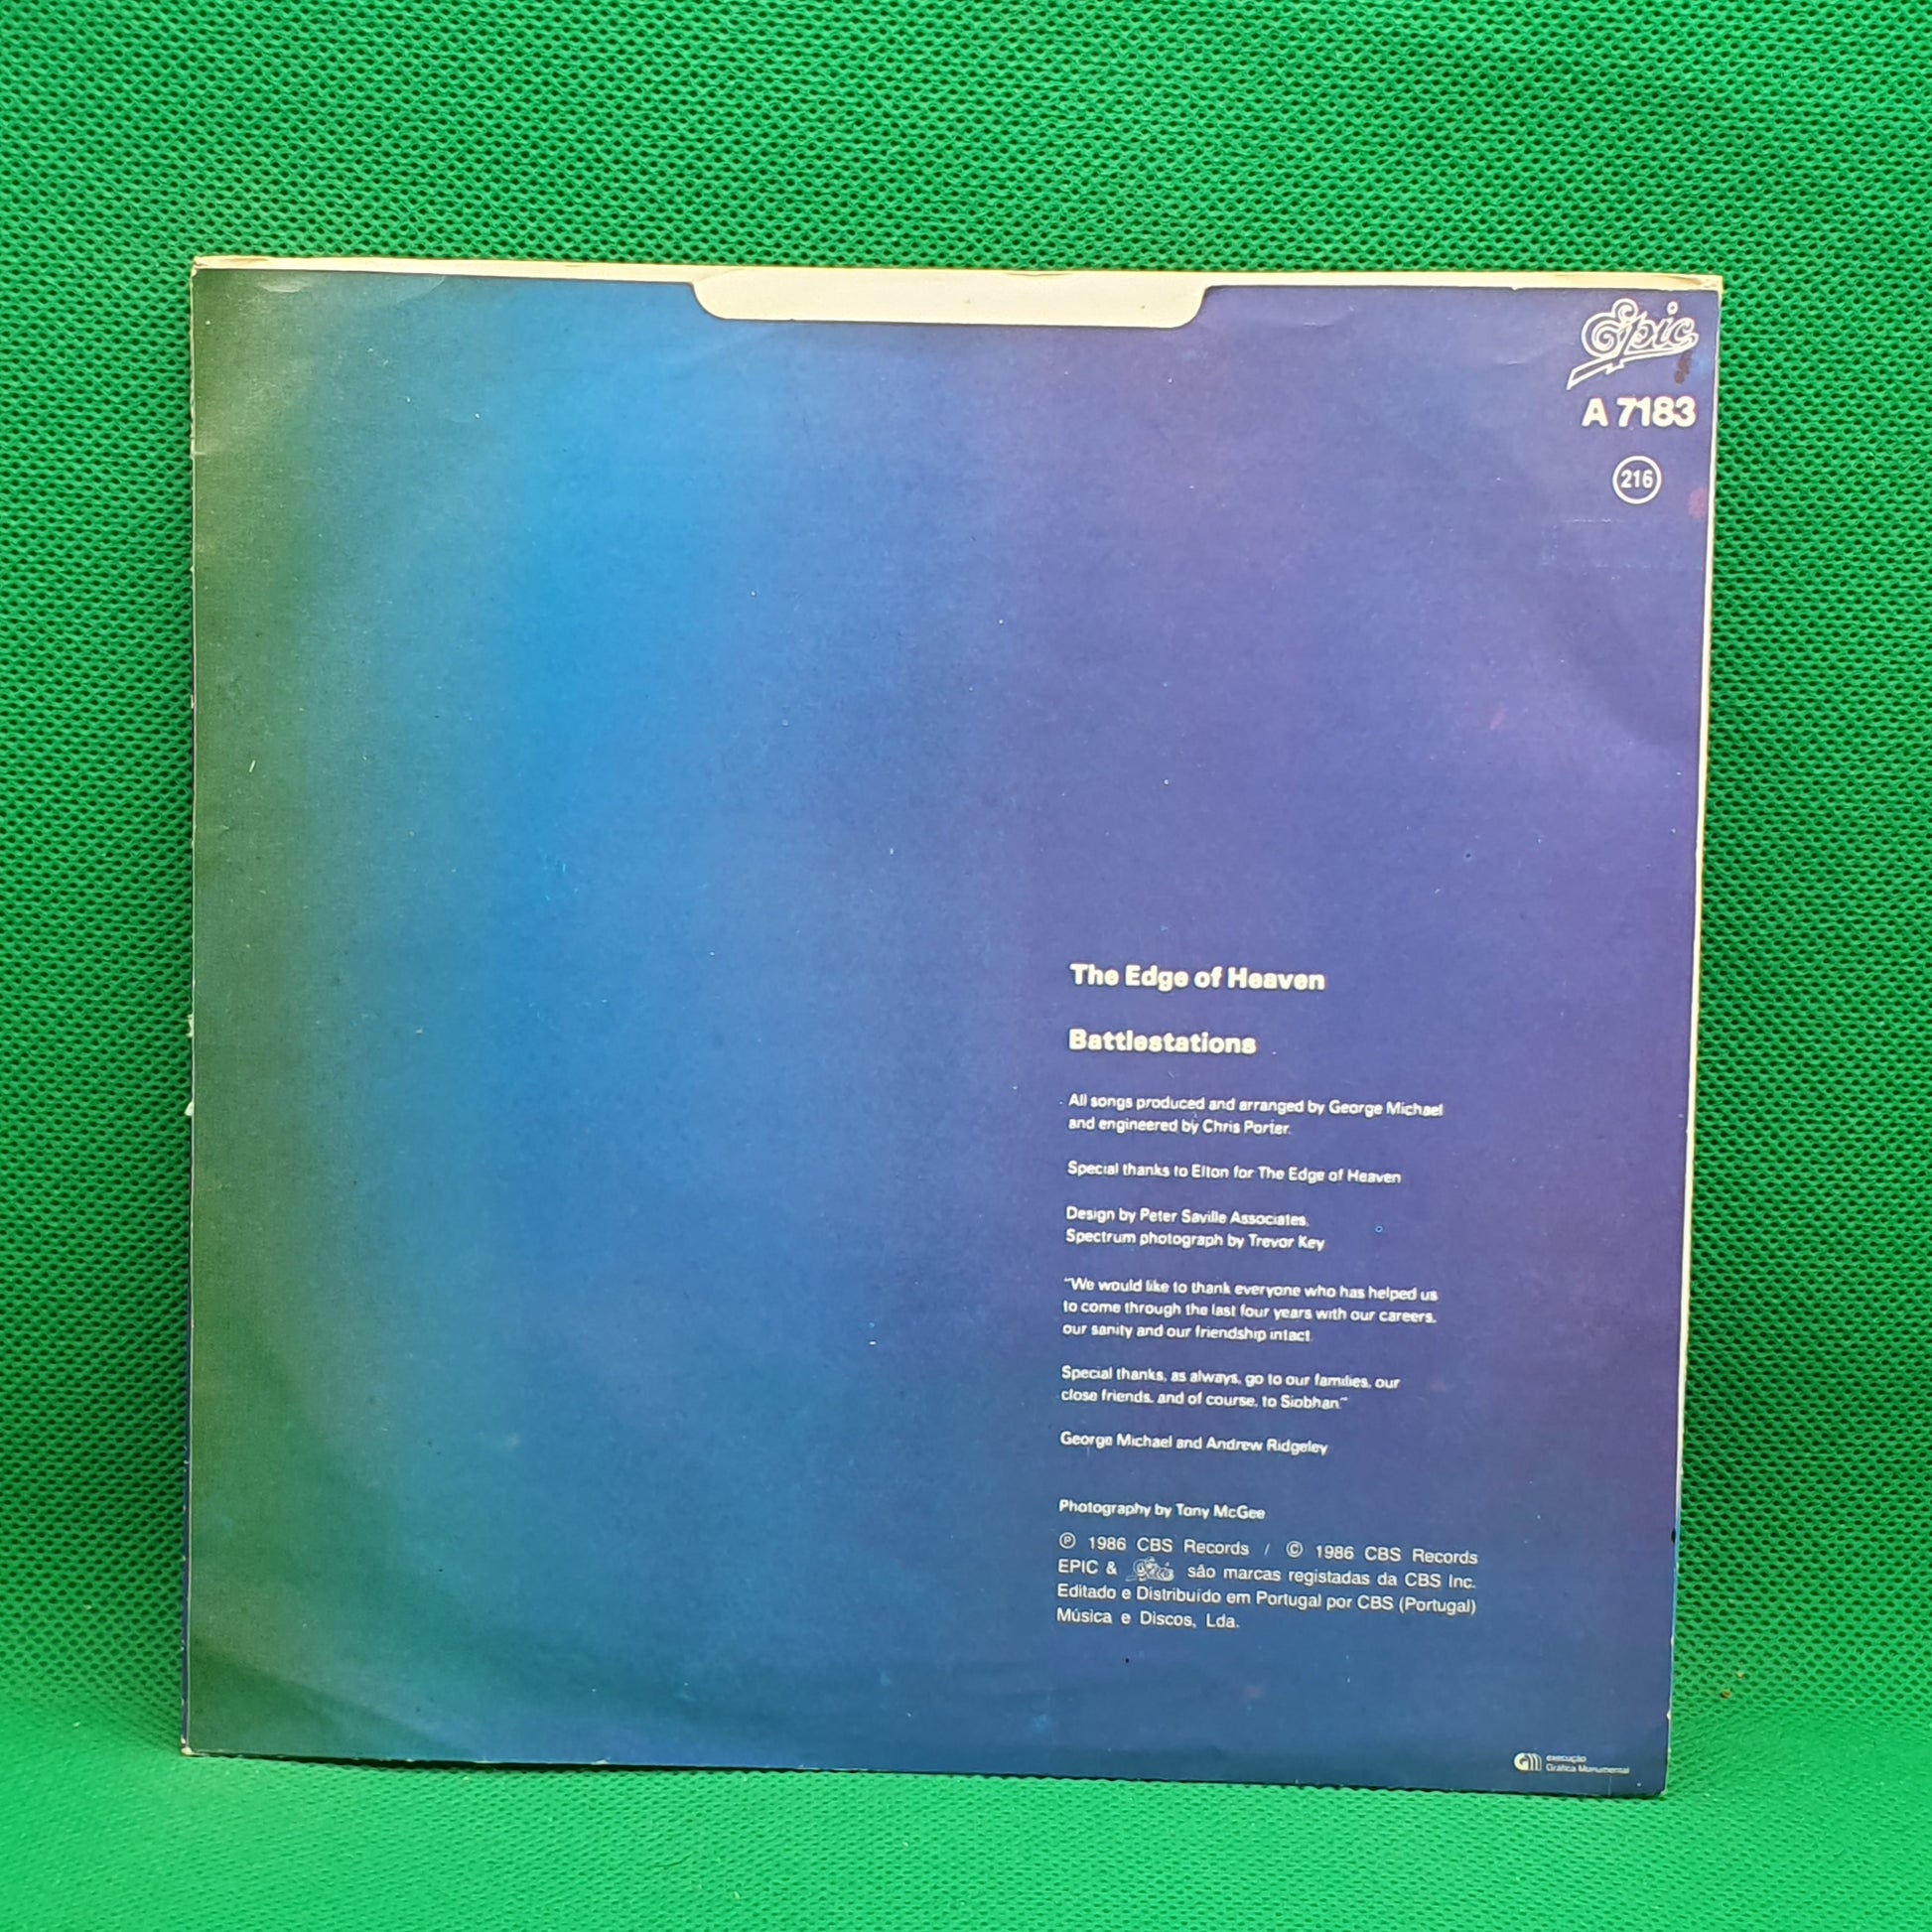 Epic
A 7183
216
The Edge of Heaven
Battlestations
All songs produced and arranged by George Michael
and engineered by Chris Porter.
Special thanks to Elton for The Edge of Heaven
Design by Peter Saville Associates.
Spectrum photograph by Trevor Key
"We would like to thank everyone who has helped us
to come through the last four years with our careers,
our sanity and our friendship intact.
Special thanks, as always, go to our families, our
close friends, and of course, to Siobhan."
George Michael and Andrew Ridgeley
Photography by Tony McGee
℗ 1986 CBS Records / © 1986 CBS Records
EPIC & Epic são marcas registadas da CBS Inc.
Editado e Distribuído em Portugal por CBS (Portugal)
Música e Discos, Lda.
GM execução
Gráfica Monumental